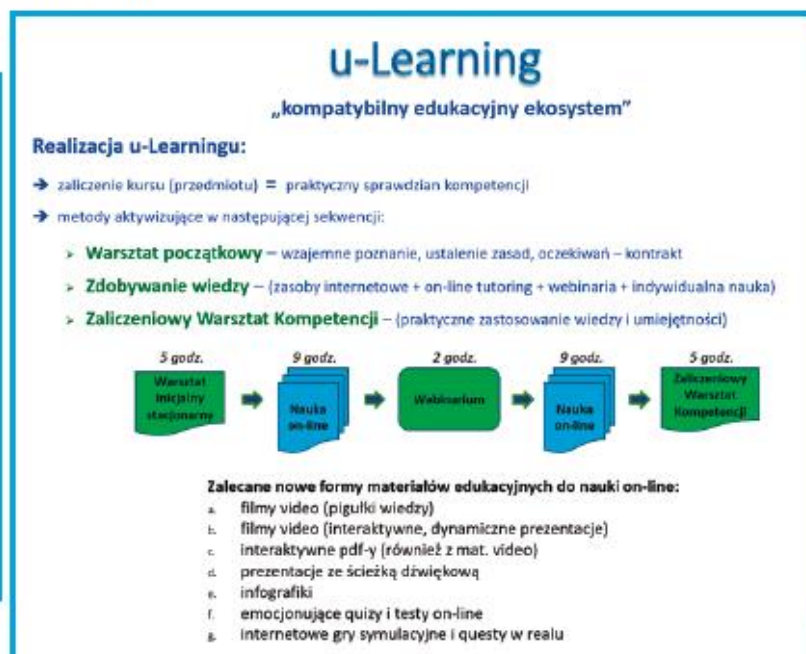 u-Learning
„kompatybilny edukacyjny ekosystem”
Realizacja u-Learningu:
➔ zaliczenie kursu (przedmiotu) = praktyczny sprawdzian kompetencji
➔ metody aktywizujące w następującej sekwencji:
➢ Warsztat początkowy – wzajemne poznanie, ustalenie zasad, oczekiwań – kontrakt
➢ Zdobywanie wiedzy – (zasoby internetowe + on-line tutoring + webinaria + indywidualna nauka)
➢ Zaliczeniowy Warsztat Kompetencji – (praktyczne zastosowanie wiedzy i umiejętności)
5 godz. 9 godz. 2 godz. 9 godz. 5 godz.
Warsztat
inicjalny
stacjonarny
Nauka
on-line
Webinarium
Nauka
on-line
Zaliczeniowy
Warsztat
Kompetencji
Zalecane nowe formy materiałów edukacyjnych do nauki on-line:
a. filmy video (pigułki wiedzy)
b. filmy video (interaktywne, dynamiczne prezentacje)
c. interaktywne pdf-y (również z mat. video)
d. prezentacje ze ścieżką dźwiękową
e. infografiki
f. emocjonujące quizy i testy on-line
g. internetowe gry symulacyjne i questy w realu